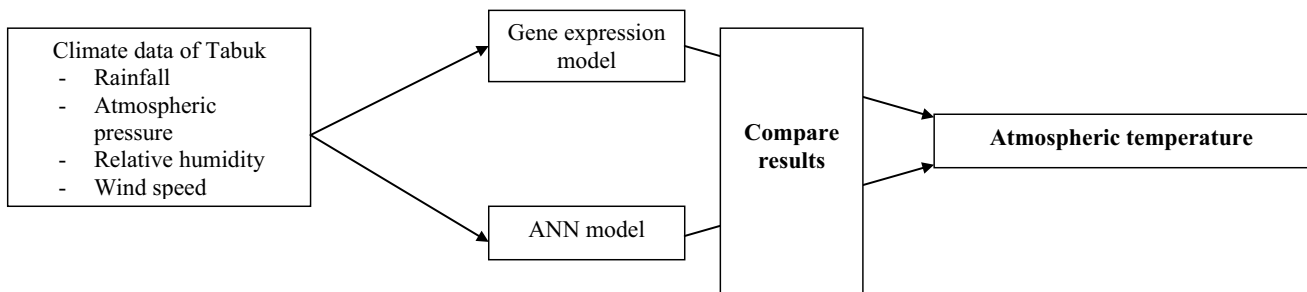 Climate data of Tabuk
- Rainfall
- Atmospheric
pressure
- Relative humidity
- Wind speed
Gene expression
model
ANN model
Compare
results
Atmospheric temperature